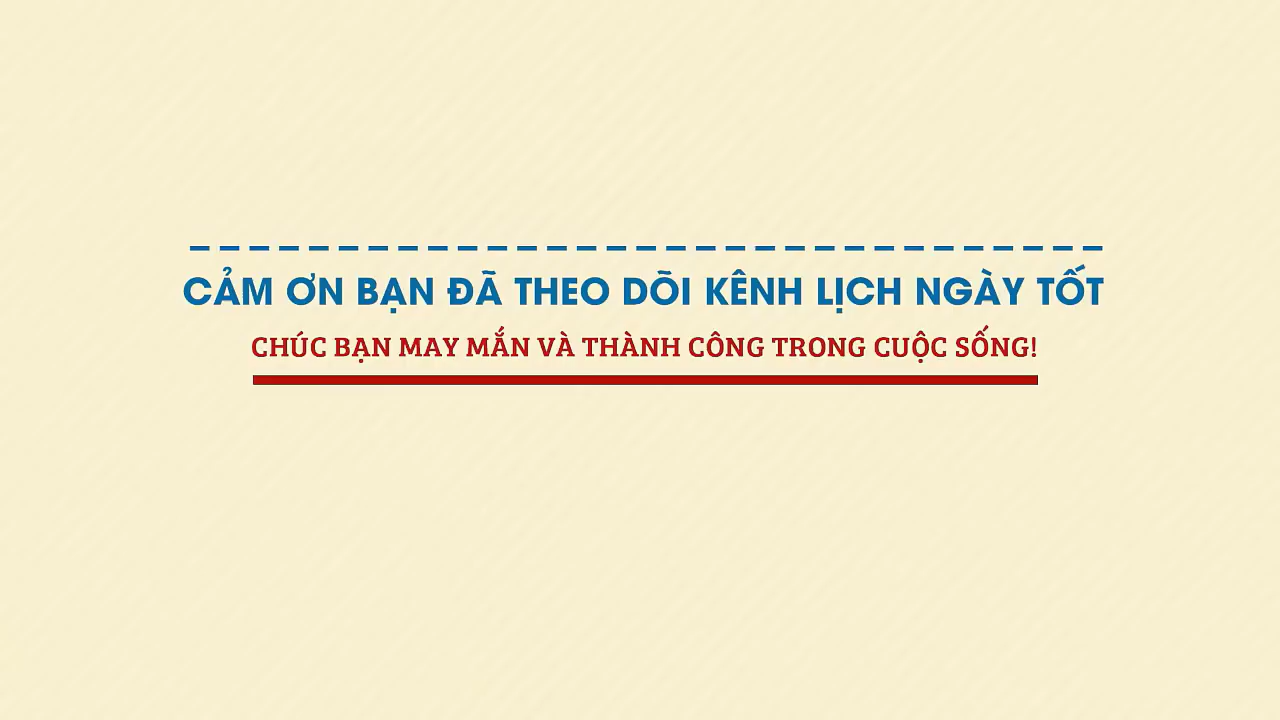 CẢM ƠN BẠN ĐÃ THEO DÕI KÊNH LỊCH NGÀY TỐT
CHÚC BẠN MAY MẮN VÀ THÀNH CÔNG TRONG CUỘC SỐNG!